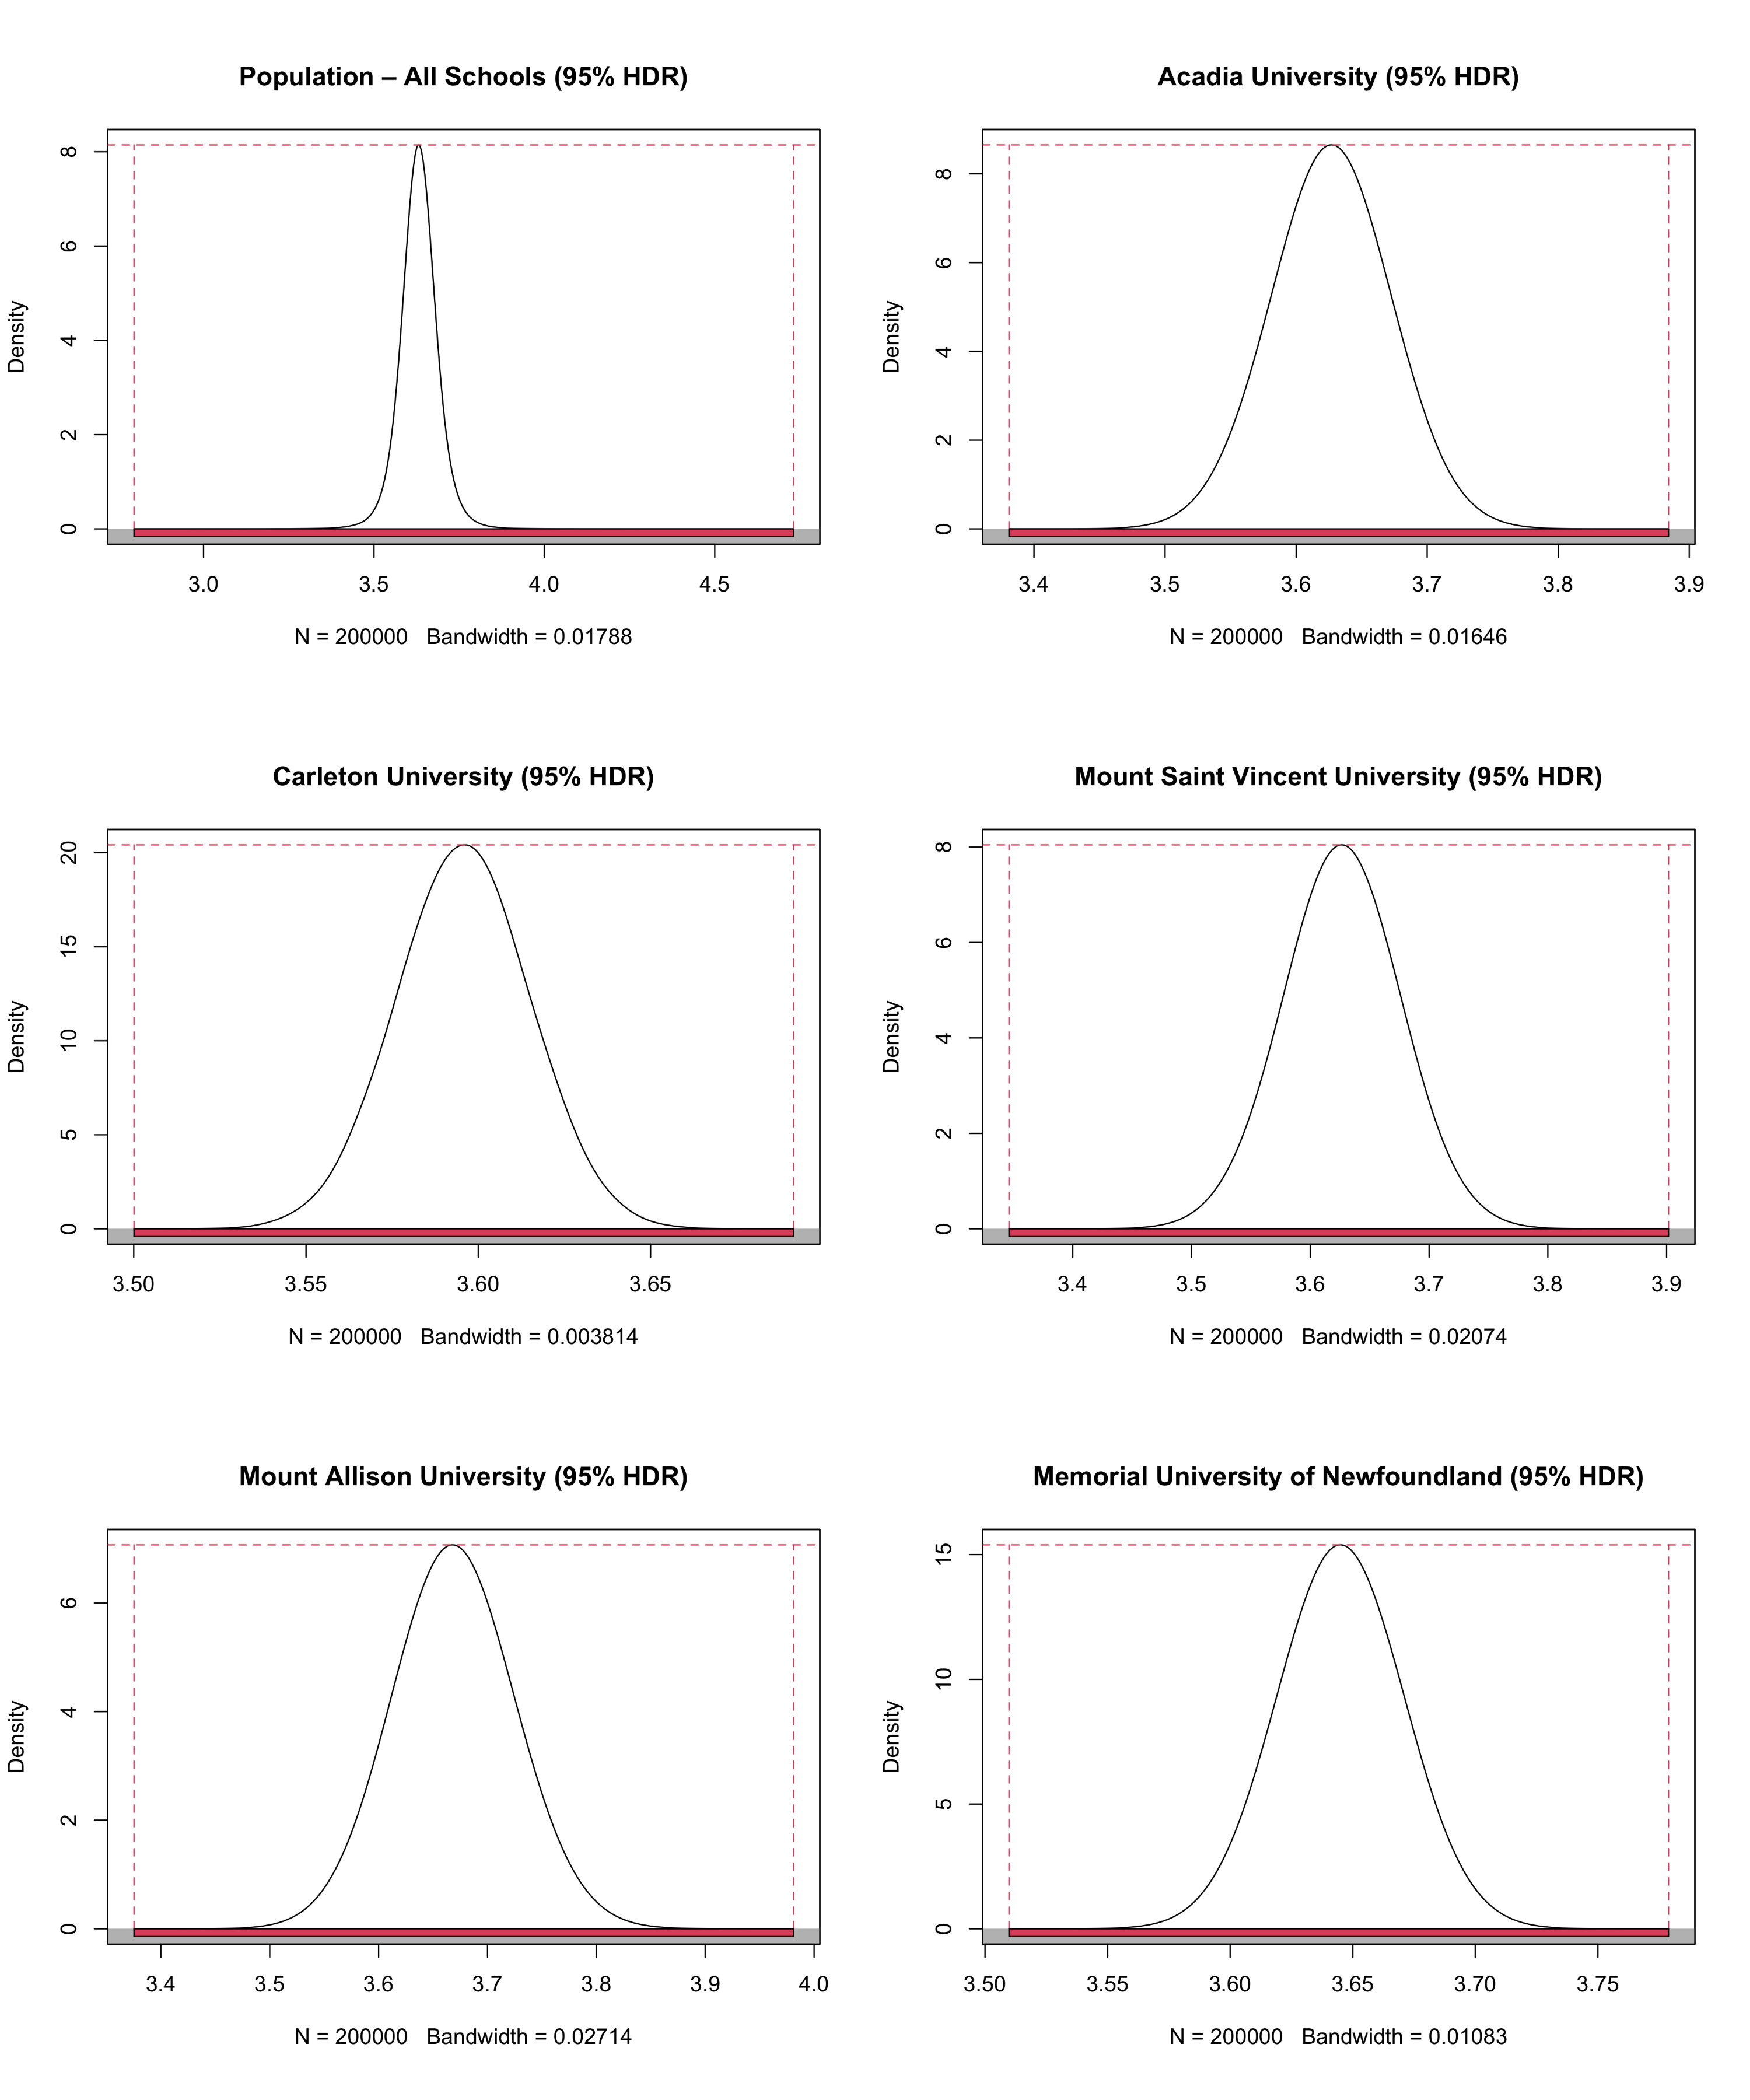 Population – All Schools (95% HDR)
Density
8
6
4
2
0
3.0 3.5 4.0 4.5
N = 200000 Bandwidth = 0.01788
Acadia University (95% HDR)
Density
8
6
4
2
0
3.4 3.5 3.6 3.7 3.8 3.9
N = 200000 Bandwidth = 0.01646
Carleton University (95% HDR)
Density
20
15
10
5
0
3.50 3.55 3.60 3.65
N = 200000 Bandwidth = 0.003814
Mount Saint Vincent University (95% HDR)
Density
8
6
4
2
0
3.4 3.5 3.6 3.7 3.8 3.9
N = 200000 Bandwidth = 0.02074
Mount Allison University (95% HDR)
Density
6
4
2
0
3.4 3.5 3.6 3.7 3.8 3.9 4.0
N = 200000 Bandwidth = 0.02714
Memorial University of Newfoundland (95% HDR)
Density
15
10
5
0
3.50 3.55 3.60 3.65 3.70 3.75
N = 200000 Bandwidth = 0.01083